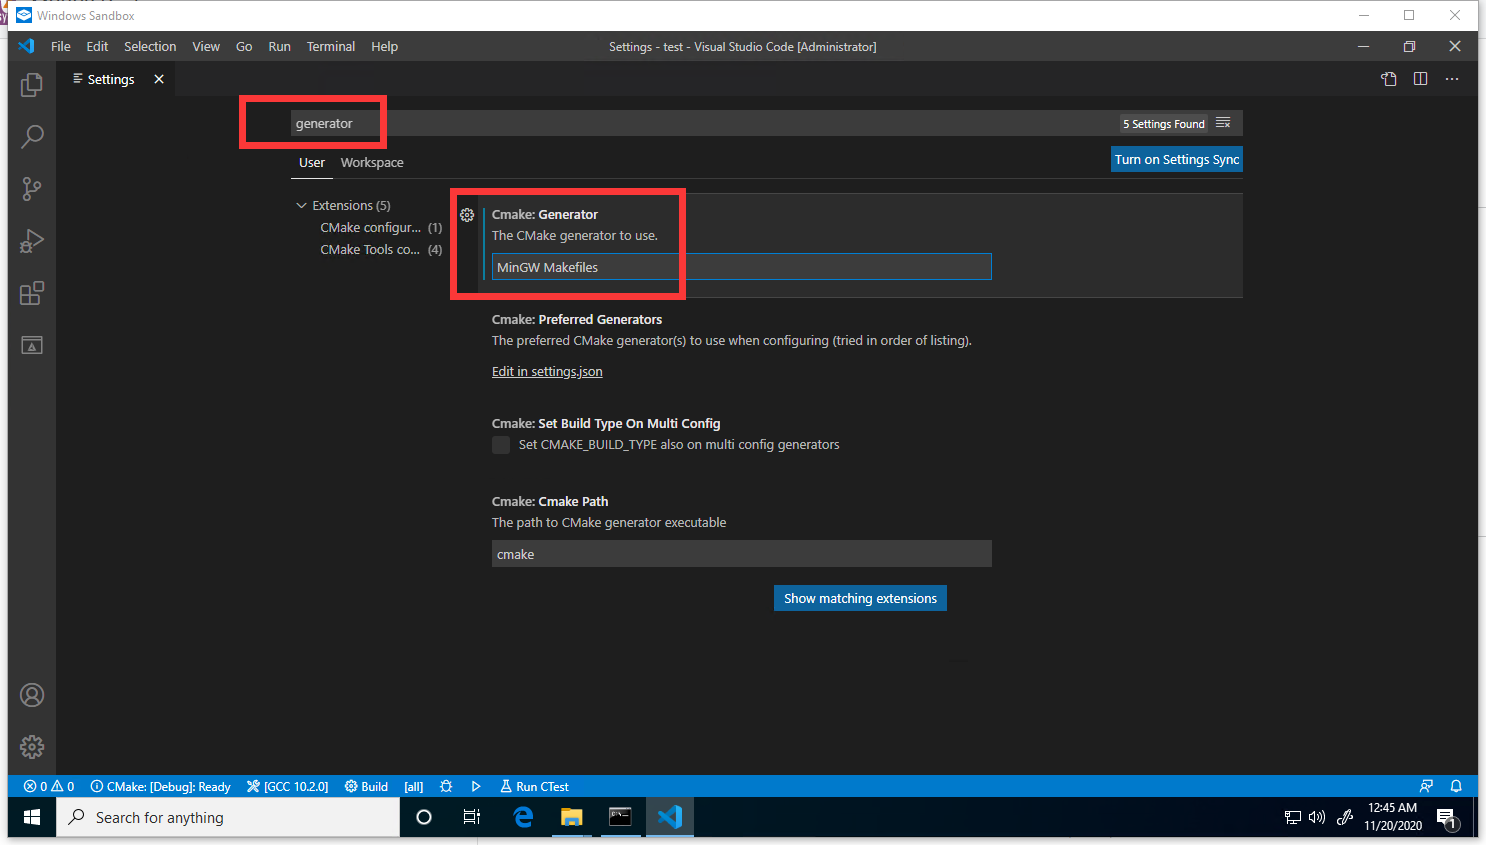 Windows Sandbox
File Edit Selection View Go Run Terminal Help
Settings - test - Visual Studio Code [Administrator]
Settings
generator
5 Settings Found
User Workspace
Turn on Settings Sync
Extensions (5)
CMake configur... (1)
CMake Tools co... (4)
Cmake: Generator
The CMake generator to use.
MinGW Makefiles
Cmake: Preferred Generators
The preferred CMake generator(s) to use when configuring (tried in order of listing).
Edit in settings.json
Cmake: Set Build Type On Multi Config
Set CMAKE_BUILD_TYPE also on multi config generators
Cmake: Cmake Path
The path to CMake generator executable
cmake
Show matching extensions
0 0 CMake: [Debug]: Ready [GCC 10.2.0] Build [all] Run CTest
Search for anything
12:45 AM
11/20/2020
1